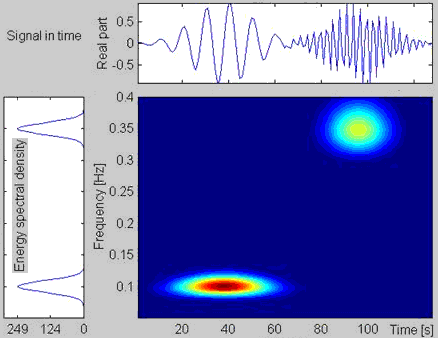 Signal in time
Real part
0.5
0
-0.5
Energy spectral density
249 124 0
Frequency [Hz]
0.4
0.35
0.3
0.25
0.2
0.15
0.1
20 40 60 80 100 Time [s]